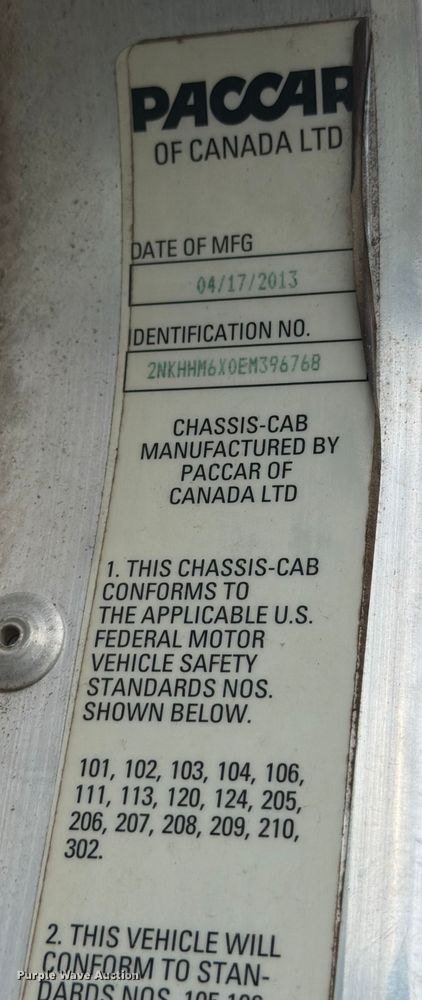 PACCAR
OF CANADA LTD
DATE OF MFG
04/17/2013
IDENTIFICATION NO.
2NKHHM6X0EM396768
CHASSIS-CAB
MANUFACTURED BY
PACCAR OF
CANADA LTD
1. THIS CHASSIS-CAB
CONFORMS TO
THE APPLICABLE U.S.
FEDERAL MOTOR
VEHICLE SAFETY
STANDARDS NOS.
SHOWN BELOW.
101, 102, 103, 104, 106,
111, 113, 120, 124, 205,
206, 207, 208, 209, 210,
302.
2. THIS VEHICLE WILL
CONFORM TO STAN-
DARDS NOS.
Purple Wave Auction